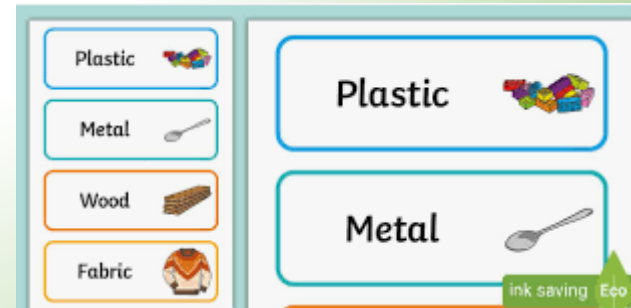 Plastic
Metal
Wood
Fabric
Plastic
Metal
ink saving Eco